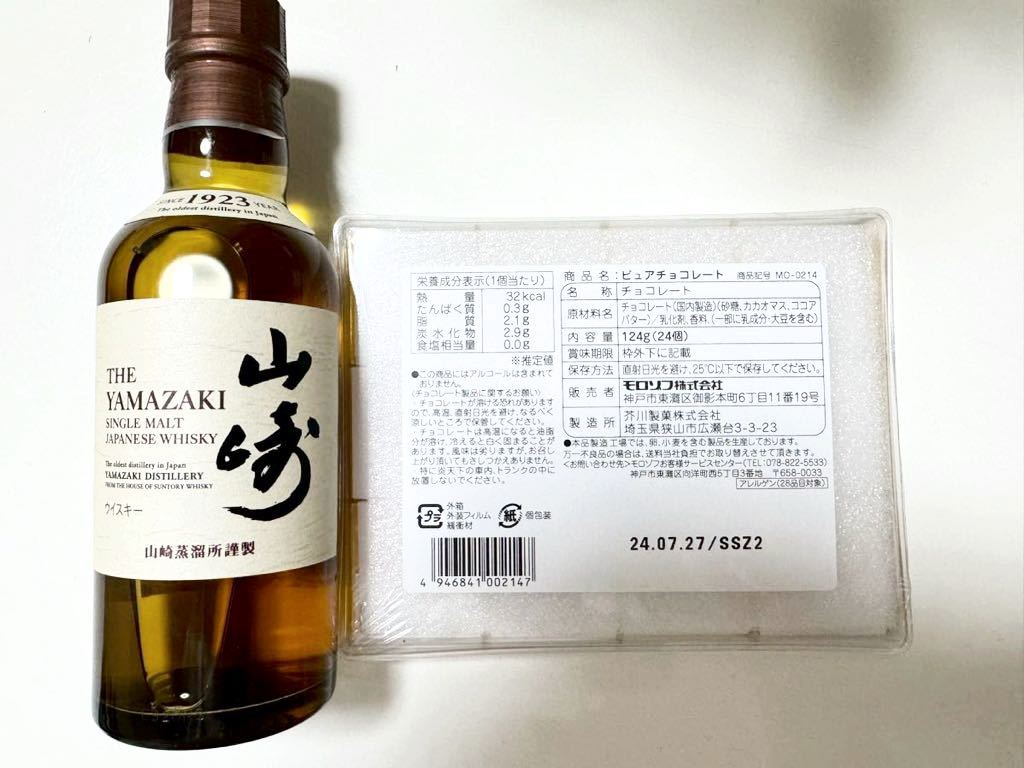 SINCE 1923 YEAR
The oldest distillery in Japan
山崎
THE
YAMAZAKI
SINGLE MALT
JAPANESE WHISKY
The oldest distillery in Japan
YAMAZAKI DISTILLERY
FROM THE HOUSE OF SUNTORY WHISKY
ウイスキー
山崎蒸溜所謹製
栄養成分表示(1個当たり)
熱量 32kcal
たんぱく質 0.3g
脂質 2.1g
炭水化物 2.9g
食塩相当量 0.0g
※推定値
●この商品にはアルコールは含まれて
おりません。
(チョコレート製品に関するお願い)
・チョコレートが溶ける恐れがあります
ので、高温、直射日光を避け、なるべく
涼しいところで保管してください。
・チョコレートは高温になると油脂
分が溶け、冷えると白く固まることが
あります。風味は劣りますが、お召し
上がり頂いてもさしつかえありません。
特に炎天下の車内、トランクの中に
放置しないでください。
プラ
外箱
外装フィルム
緩衝材
紙
個包装
4 946841 002147
商品名:ピュアチョコレート 商品記号 MO-0214
名称 チョコレート
原材料名 チョコレート(国内製造)(砂糖、カカオマス、ココア
バター)/乳化剤、香料、(一部に乳成分・大豆を含む)
内容量 124g(24個)
賞味期限 枠外下に記載
保存方法 直射日光を避け、25℃以下で保存してください。
販売者 モロゾフ株式会社
神戸市東灘区御影本町6丁目11番19号
製造所 芥川製菓株式会社
埼玉県狭山市広瀬台3-3-23
●本品製造工場では、卵、小麦を含む製品を生産しております。
万一不良品の場合は、送料当社負担でお取り替えさせて頂きます。
<お問い合わせ先>モロゾフお客様サービスセンター(TEL:078-822-5533)
神戸市東灘区向洋町西5丁目3番地 〒658-0033
アレルゲン(28品目対象)
24.07.27/SSZ2